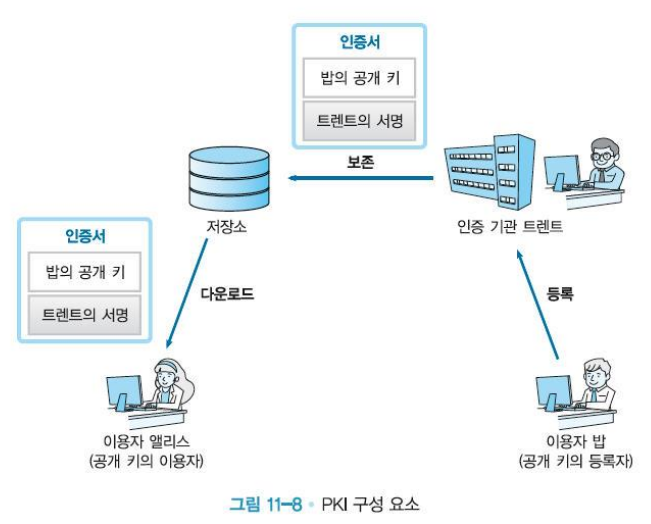 인증서
밥의 공개 키
트렌트의 서명
보존
저장소
인증 기관 트렌트
인증서
밥의 공개 키
트렌트의 서명
다운로드
등록
이용자 앨리스
(공개 키의 이용자)
이용자 밥
(공개 키의 등록자)
그림 11-8 • PKI 구성 요소